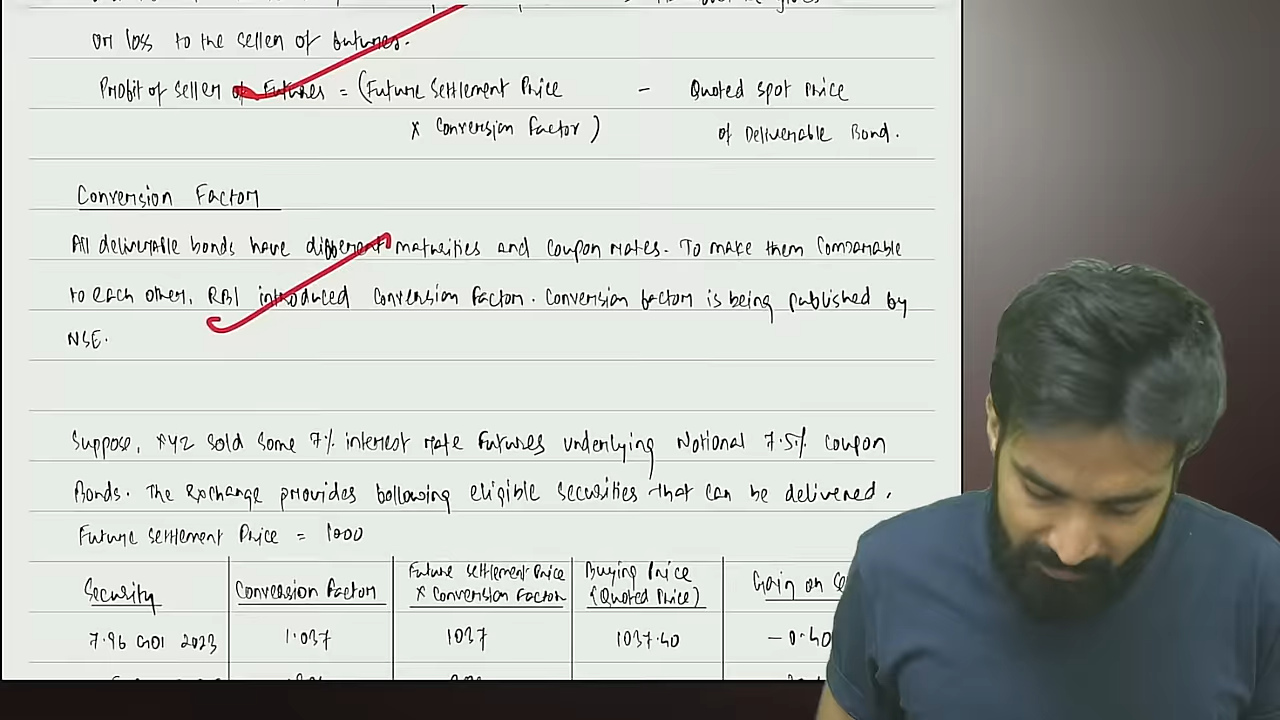 or loss to the seller of futures.
Profit of seller of Futures = (Future Settlement Price - Quoted spot price
x Conversion Factor) of Deliverable Bond.
Conversion Factor
All deliverable bonds have different maturities and coupon rates. To make them Comparable
to each other, RBI introduced conversion factor. Conversion factor is being published by
NSE.
Suppose, XYZ sold some 7% interest rate futures underlying Notional 7.5% coupon
Bonds. The Exchange provides following eligible securities that can be delivered.
Future Settlement Price = 1000
Security Conversion Factor Future Settlement Price x Conversion Factor Buying Price (Quoted Price) Gain on
7.96 GOI 2023 1.037 1037 1037.40 -0.40